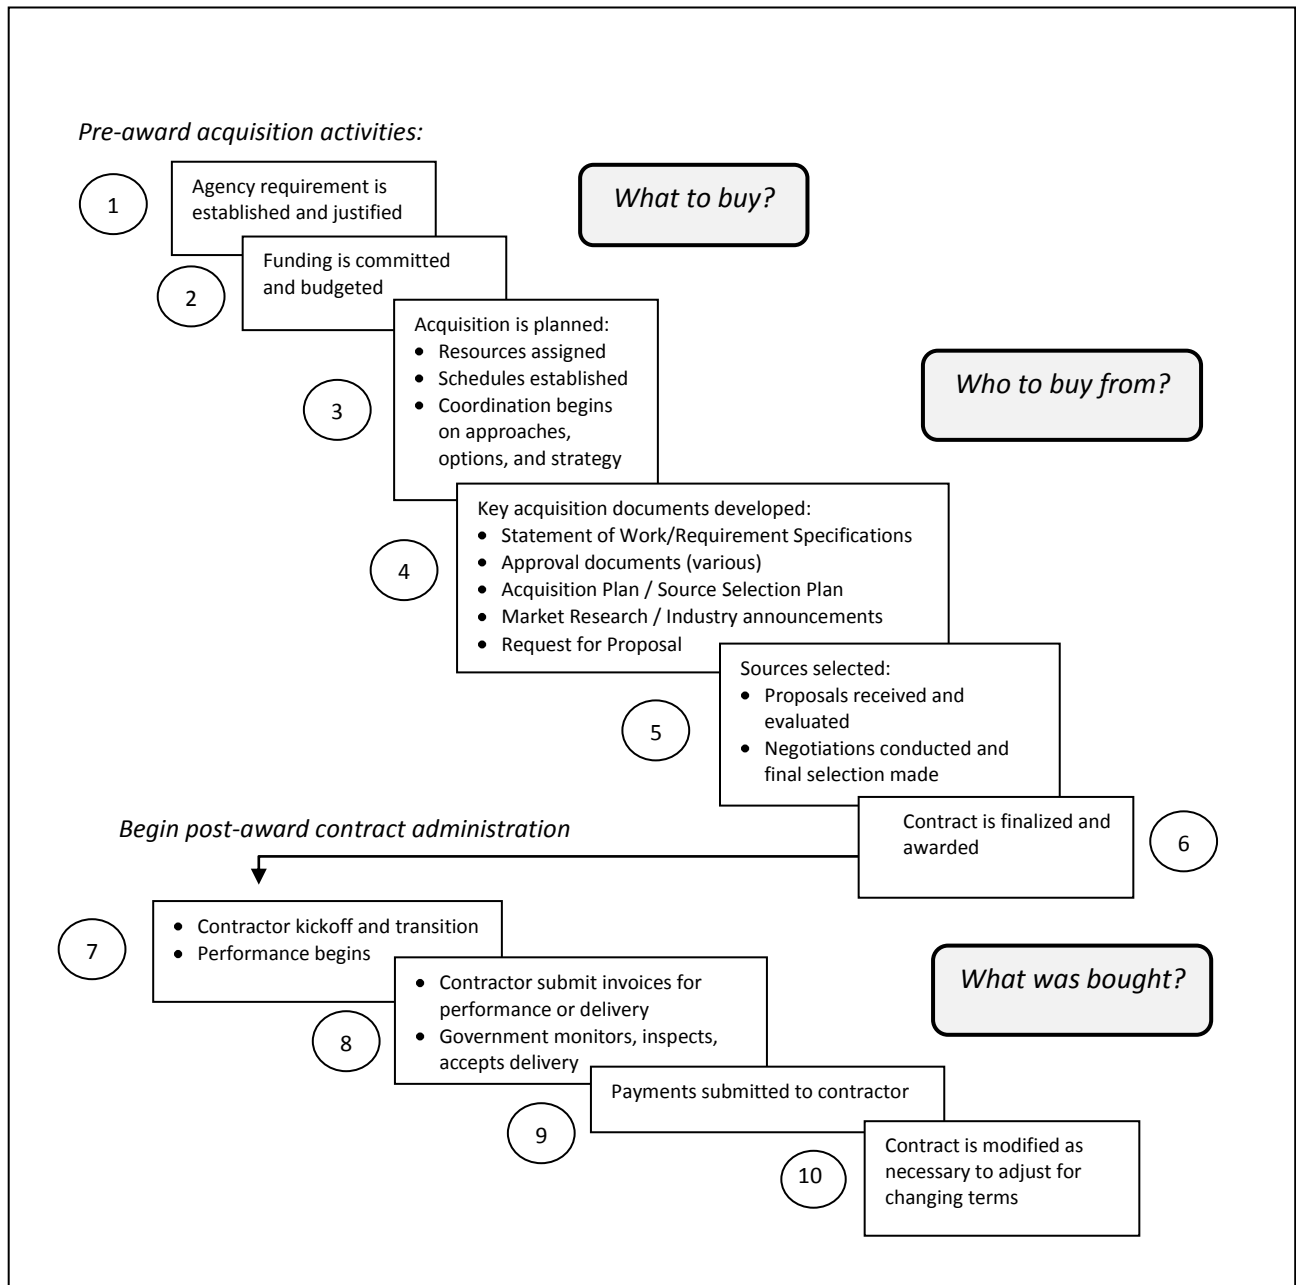 Pre-award acquisition activities:
1
Agency requirement is
established and justified
What to buy?
2
Funding is committed
and budgeted
3
Acquisition is planned:
• Resources assigned
• Schedules established
• Coordination begins
on approaches,
options, and strategy
Who to buy from?
4
Key acquisition documents developed:
• Statement of Work/Requirement Specifications
• Approval documents (various)
• Acquisition Plan / Source Selection Plan
• Market Research / Industry announcements
• Request for Proposal
5
Sources selected:
• Proposals received and
evaluated
• Negotiations conducted and
final selection made
Contract is finalized and
awarded
6
Begin post-award contract administration
7
• Contractor kickoff and transition
• Performance begins
What was bought?
8
• Contractor submit invoices for
performance or delivery
• Government monitors, inspects,
accepts delivery
9
Payments submitted to contractor
10
Contract is modified as
necessary to adjust for
changing terms